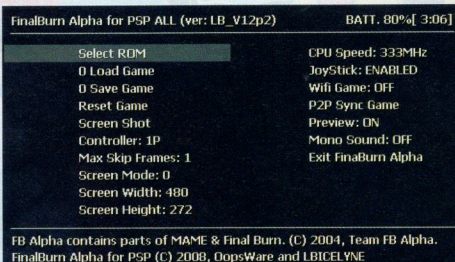 FinalBurn Alpha for PSP ALL (ver: LB_V12p2) BATT. 80%[ 3:06]
Select ROM
0 Load Game
0 Save Game
Reset Game
Screen Shot
Controller: 1P
Max Skip Frames: 1
Screen Mode: 0
Screen Width: 480
Screen Height: 272
CPU Speed: 333MHz
JoyStick: ENABLED
Wifi Game: OFF
P2P Sync Game
Preview: ON
Mono Sound: OFF
Exit FinaBurn Alpha
FB Alpha contains parts of MAME & Final Burn. (C) 2004, Team FB Alpha.
FinalBurn Alpha for PSP (C) 2008, OopsWare and LBICELYNE